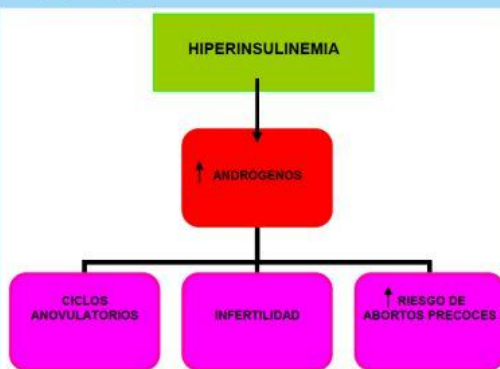 HIPERINSULINEMIA
↑ ANDROGENOS
CICLOS
ANOVULATORIOS
INFERTILIDAD
↑ RIESGO DE
ABORTOS PRECOCES